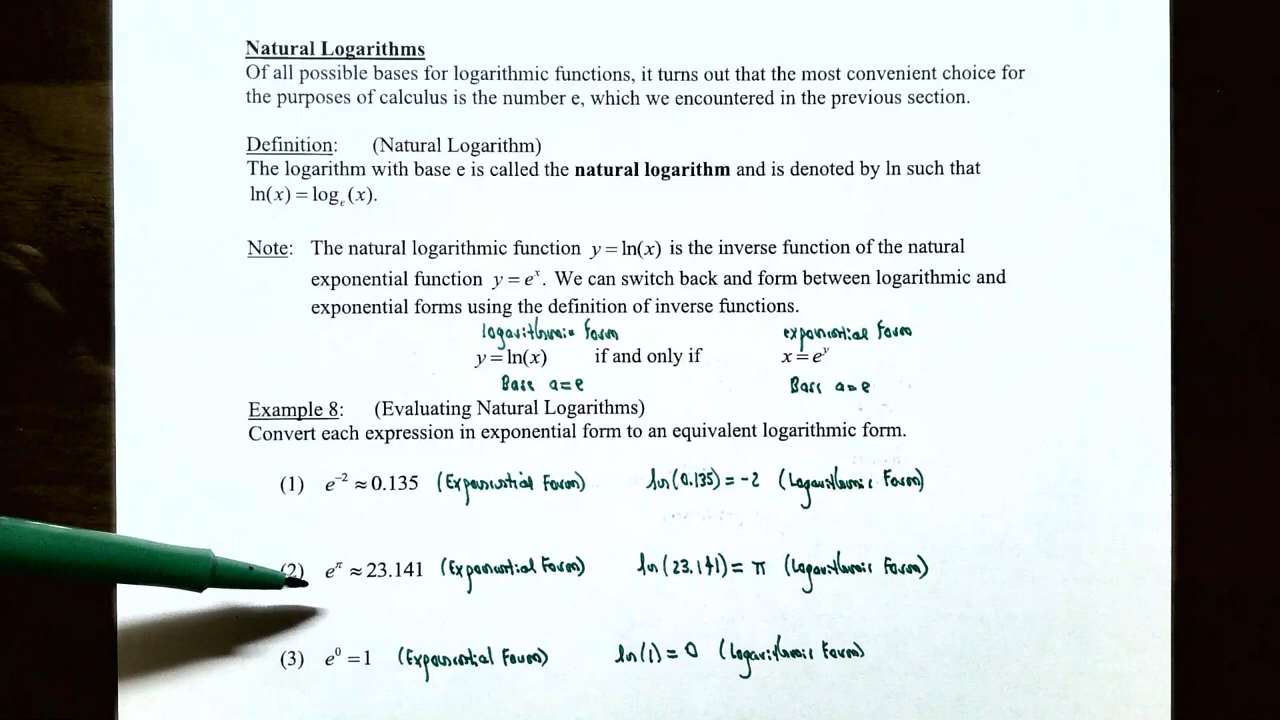 Natural Logarithms
Of all possible bases for logarithmic functions, it turns out that the most convenient choice for
the purposes of calculus is the number e, which we encountered in the previous section.
Definition: (Natural Logarithm)
The logarithm with base e is called the natural logarithm and is denoted by ln such that
ln(x) = logₑ(x).
Note: The natural logarithmic function y = ln(x) is the inverse function of the natural
exponential function y = eˣ. We can switch back and form between logarithmic and
exponential forms using the definition of inverse functions.
logarithmic form exponential form
y = ln(x) if and only if x = eʸ
Base a=e Base a=e
Example 8: (Evaluating Natural Logarithms)
Convert each expression in exponential form to an equivalent logarithmic form.
(1) e⁻² ≈ 0.135 (Exponential Form) ln(0.135) = -2 (Logarithmic Form)
(2) e^π ≈ 23.141 (Exponential Form) ln(23.141) = π (Logarithmic Form)
(3) e⁰ = 1 (Exponential Form) ln(1) = 0 (Logarithmic Form)